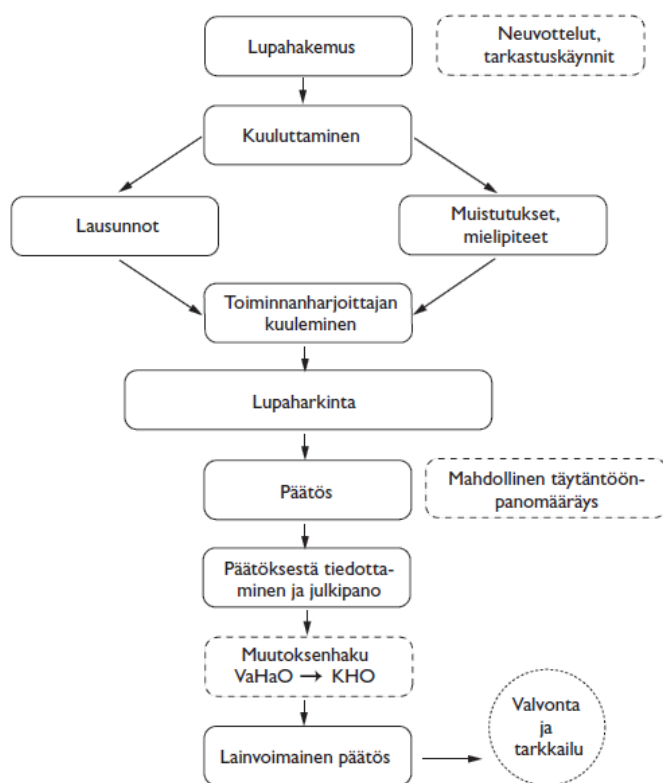 Lupahakemus
Neuvottelut,
tarkastuskäynnit
Kuuluttaminen
Lausunnot
Muistutukset,
mielipiteet
Toiminnanharjoittajan
kuuleminen
Lupaharkinta
Päätös
Mahdollinen täytäntöön-
panomääräys
Päätöksestä tiedotta-
minen ja julkipano
Muutoksenhaku
VaHaO → KHO
Lainvoimainen päätös
Valvonta
ja
tarkkailu